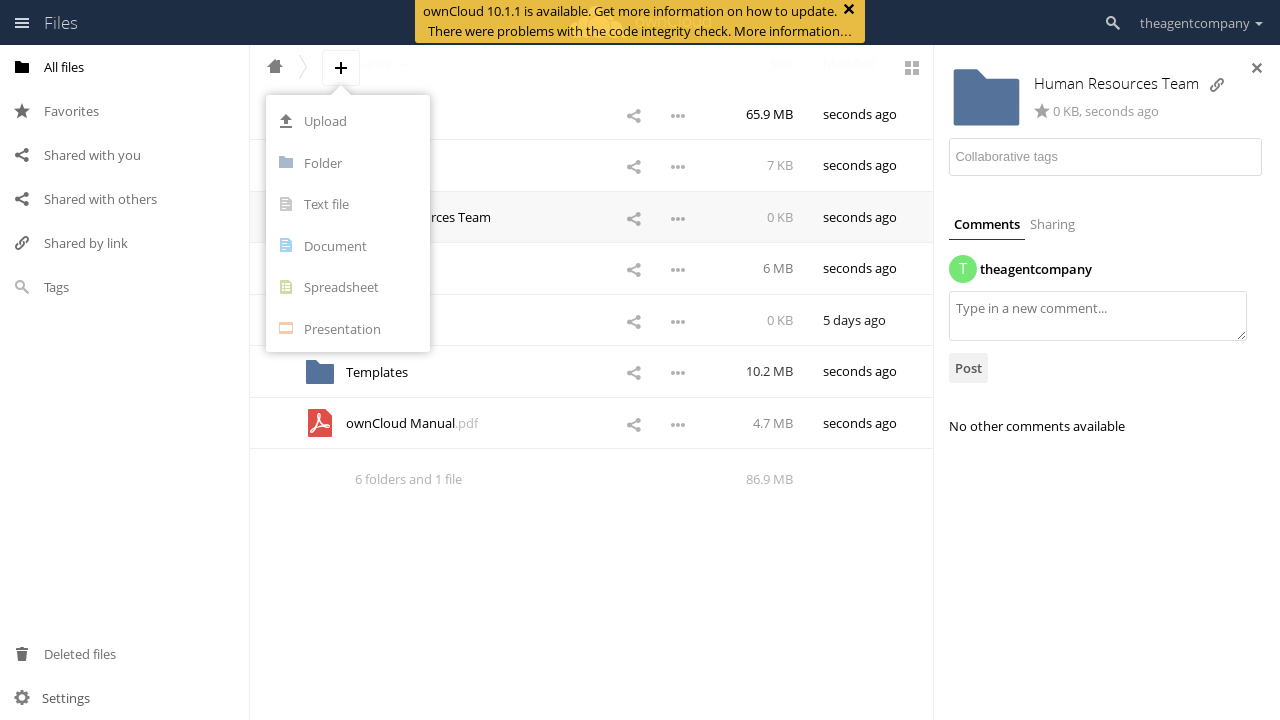 Files
ownCloud 10.1.1 is available. Get more information on how to update.
There were problems with the code integrity check. More information…
theagentcompany
All files
Favorites
Shared with you
Shared with others
Shared by link
Tags
Deleted files
Settings
Upload
Folder
Text file
Document
Spreadsheet
Presentation
65.9 MB seconds ago
7 KB seconds ago
rces Team 0 KB seconds ago
6 MB seconds ago
0 KB 5 days ago
Templates 10.2 MB seconds ago
ownCloud Manual.pdf 4.7 MB seconds ago
6 folders and 1 file 86.9 MB
Human Resources Team
0 KB, seconds ago
Collaborative tags
Comments Sharing
T theagentcompany
Type in a new comment...
Post
No other comments available